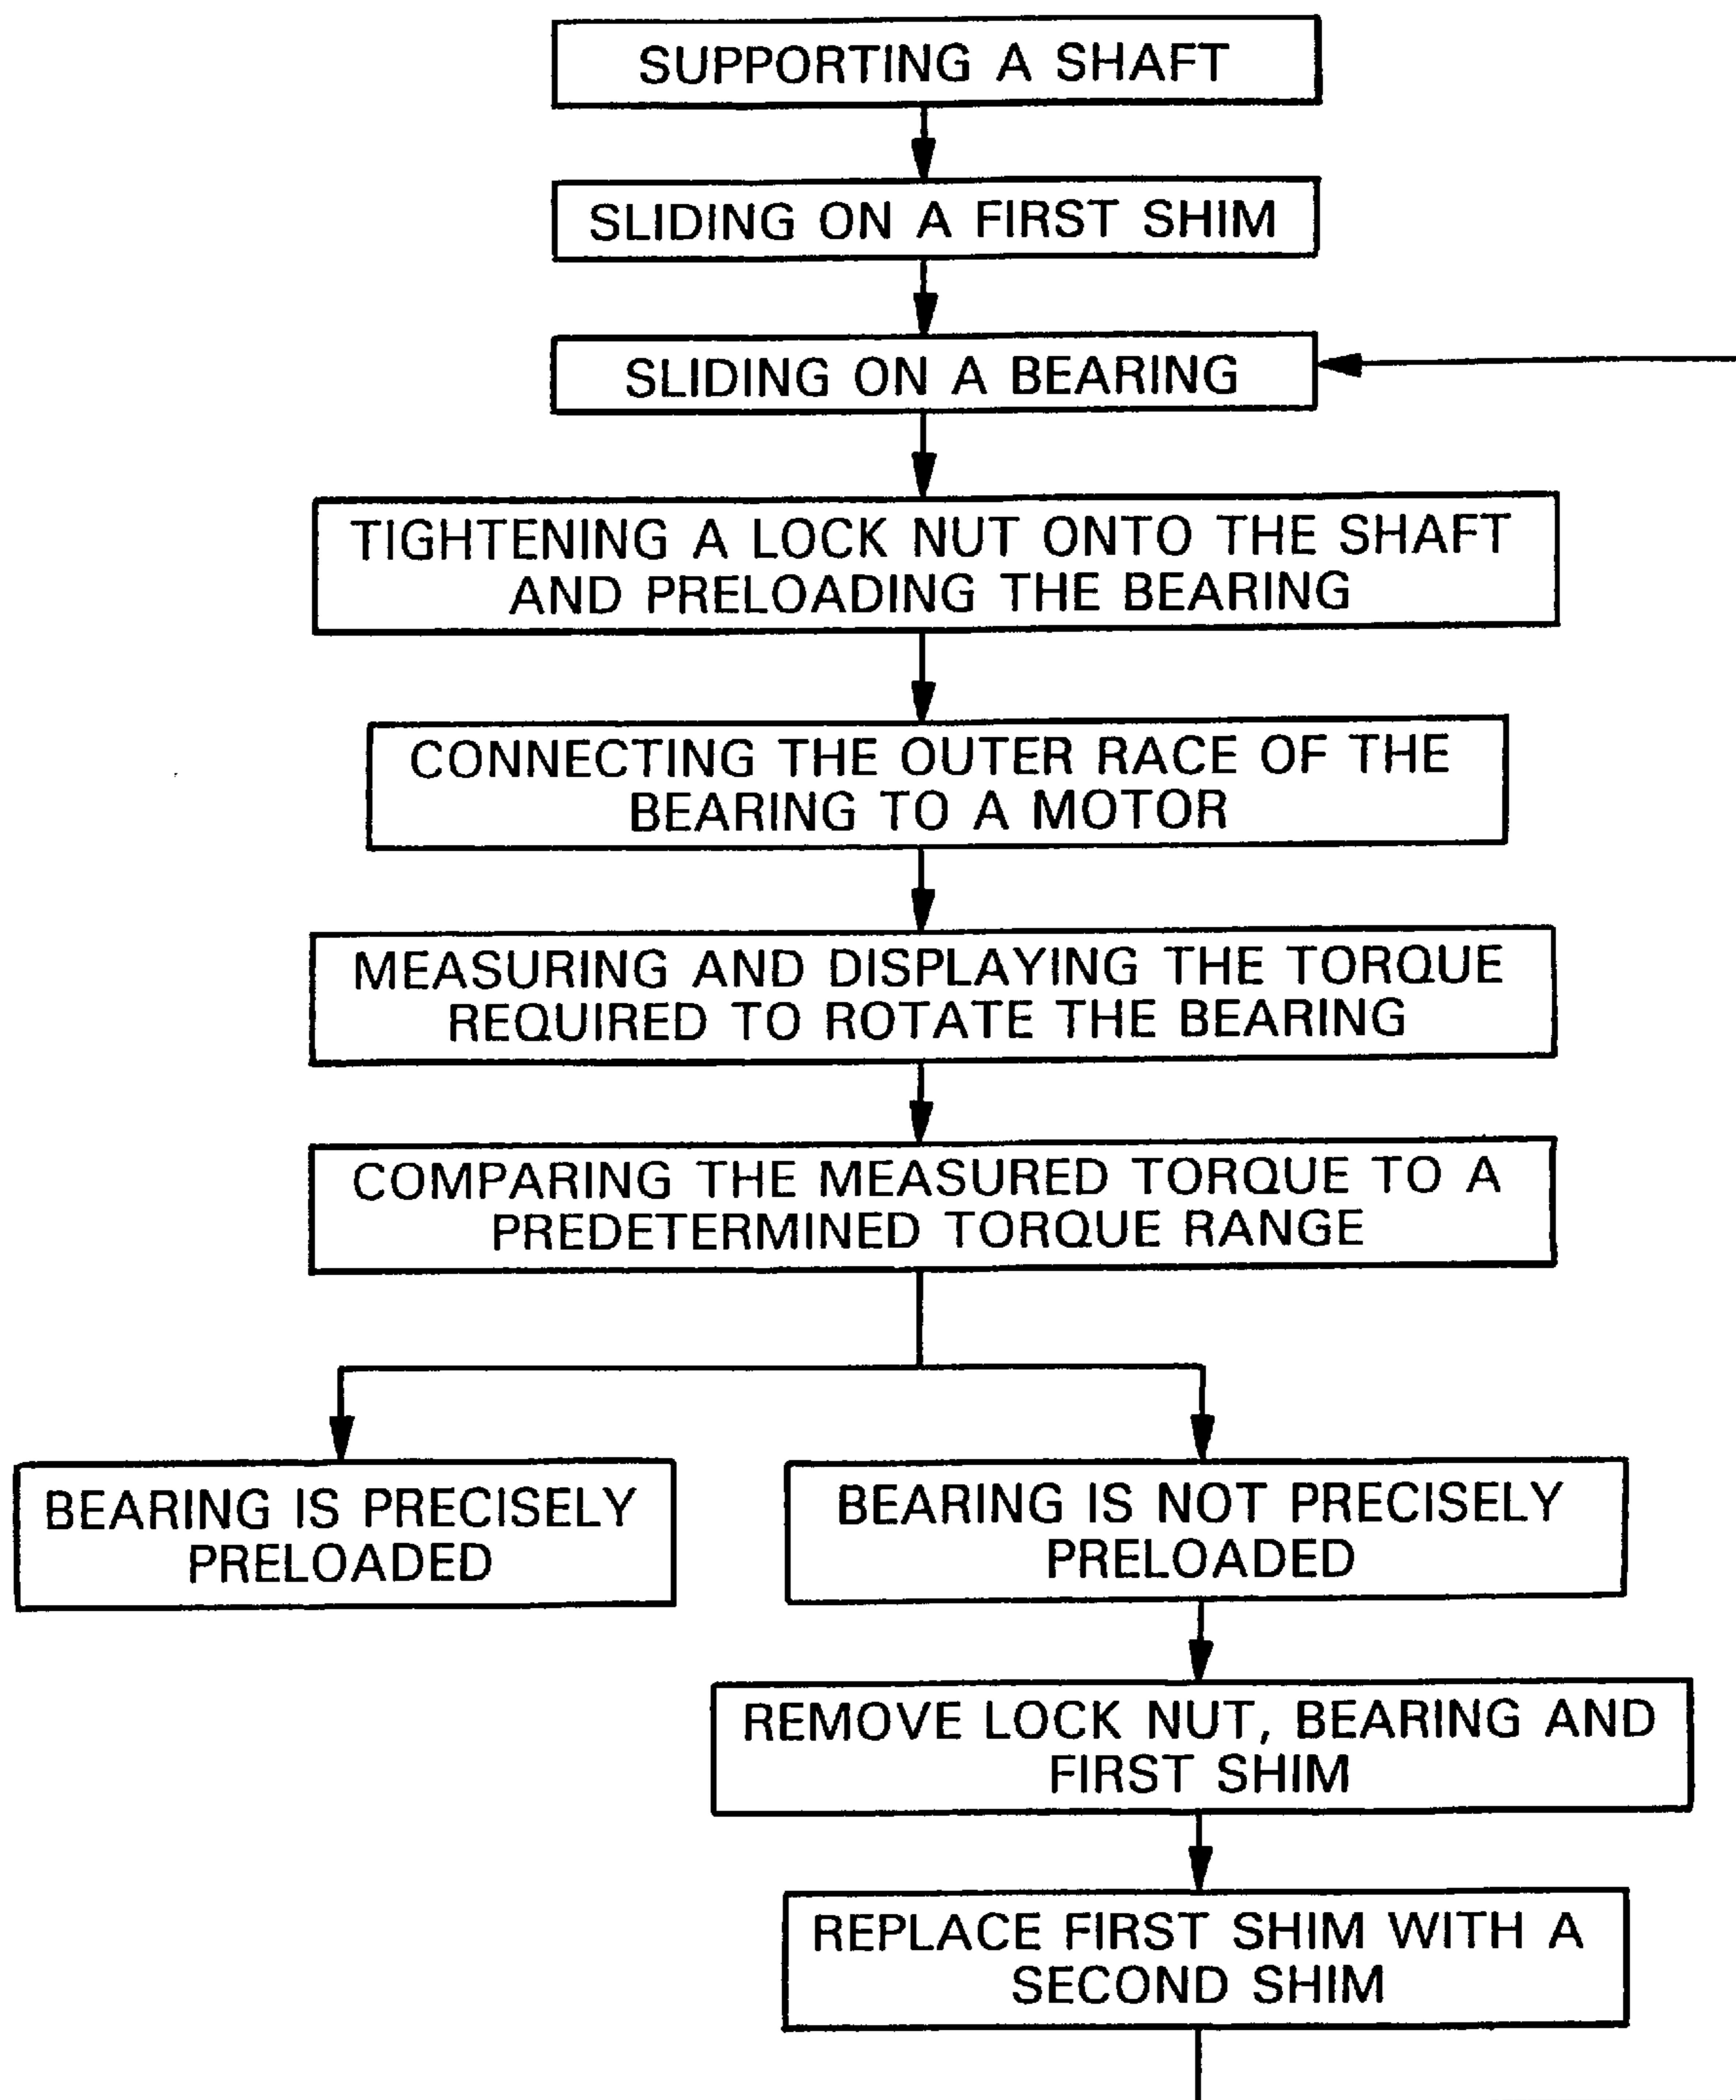 SUPPORTING A SHAFT
SLIDING ON A FIRST SHIM
SLIDING ON A BEARING
TIGHTENING A LOCK NUT ONTO THE SHAFT
AND PRELOADING THE BEARING
CONNECTING THE OUTER RACE OF THE
BEARING TO A MOTOR
MEASURING AND DISPLAYING THE TORQUE
REQUIRED TO ROTATE THE BEARING
COMPARING THE MEASURED TORQUE TO A
PREDETERMINED TORQUE RANGE
BEARING IS PRECISELY
PRELOADED
BEARING IS NOT PRECISELY
PRELOADED
REMOVE LOCK NUT, BEARING AND
FIRST SHIM
REPLACE FIRST SHIM WITH A
SECOND SHIM